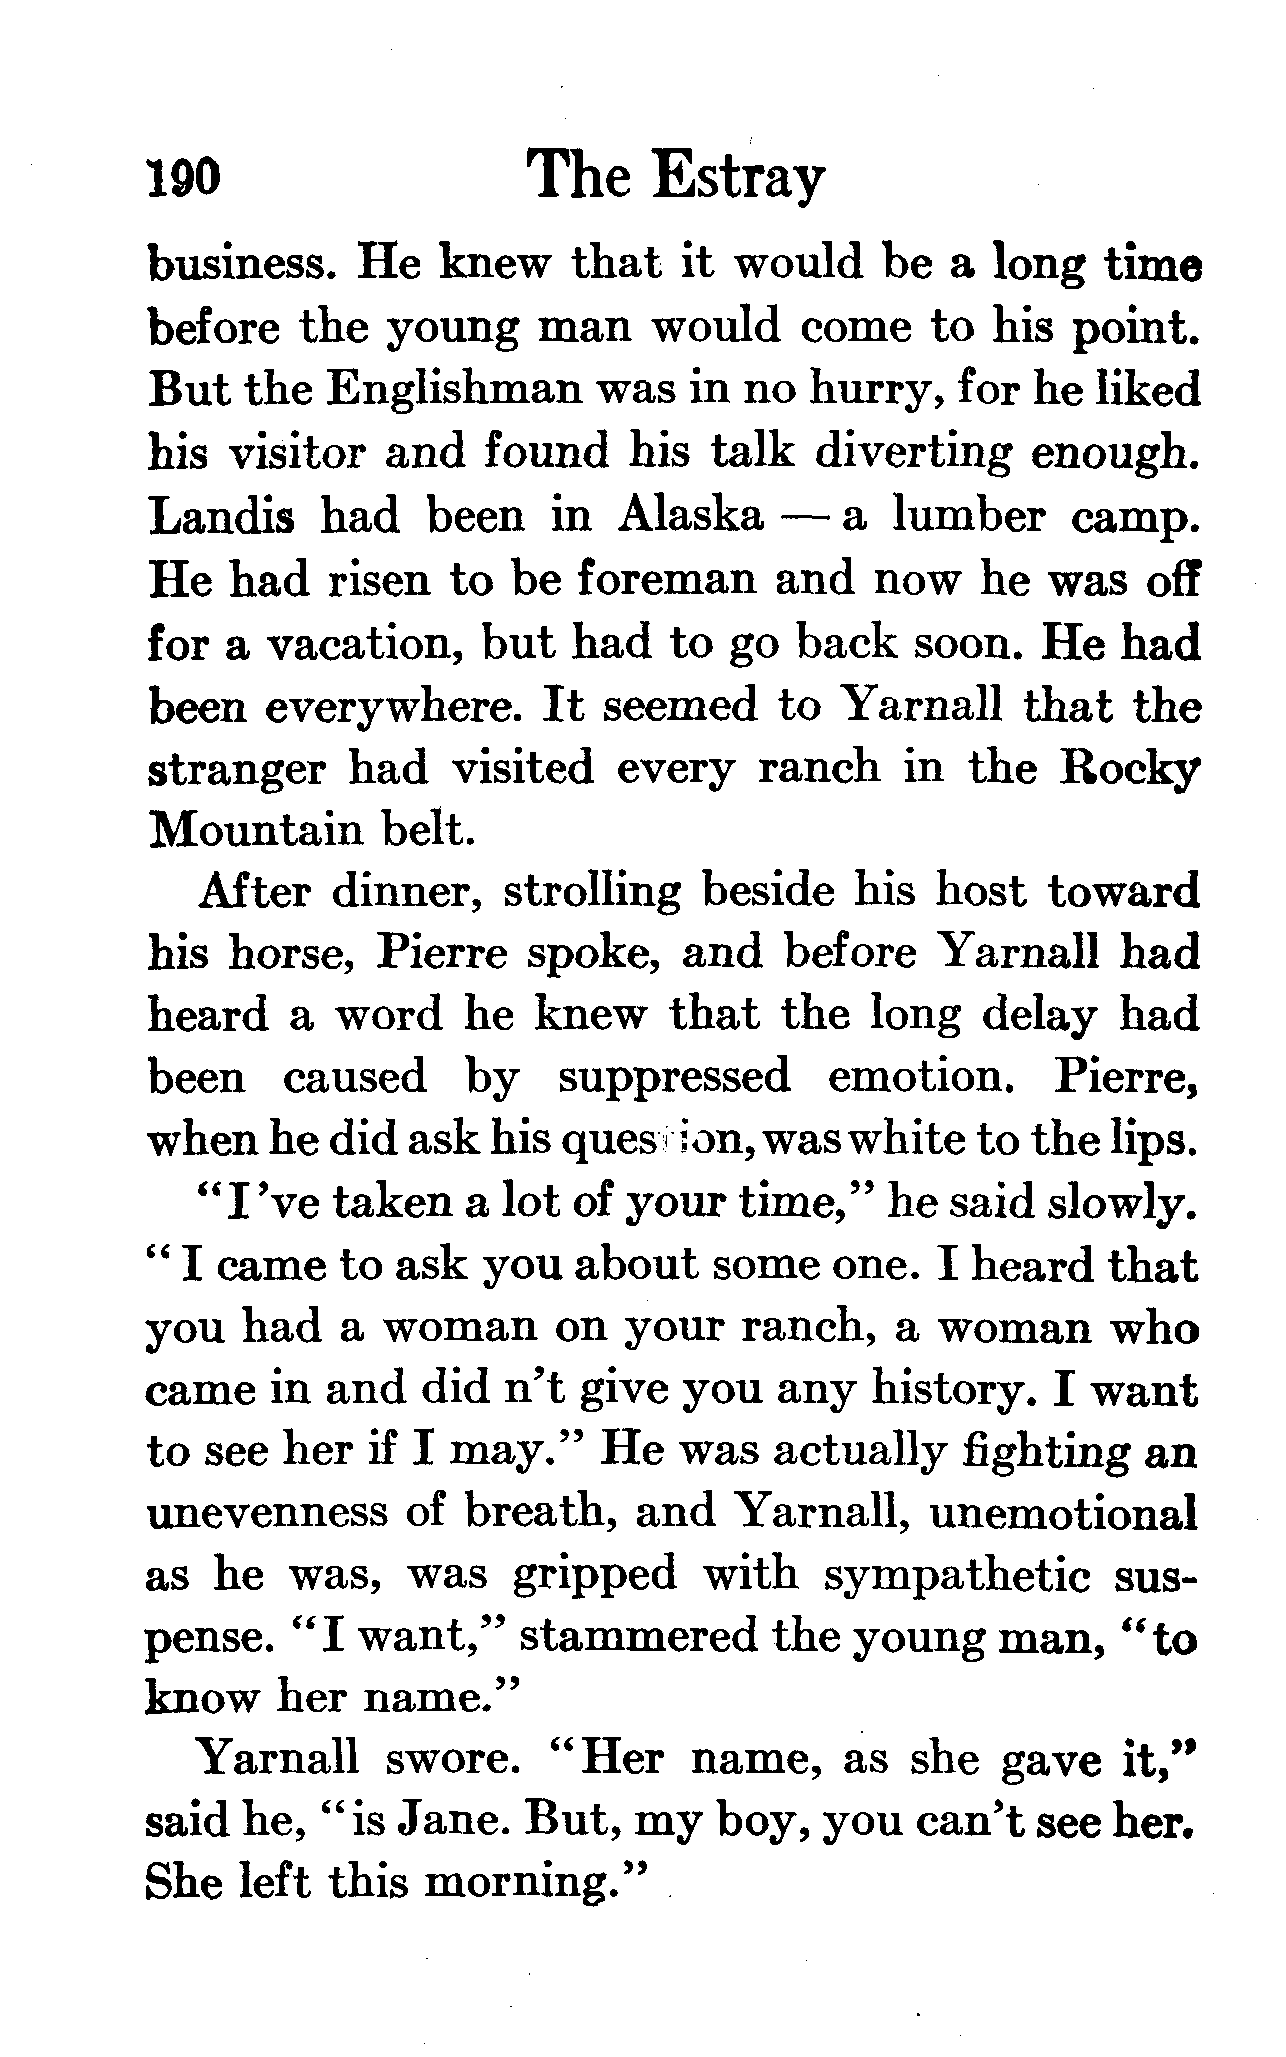 190 The Estray
business. He knew that it would be a long time
before the young man would come to his point.
But the Englishman was in no hurry, for he liked
his visitor and found his talk diverting enough.
Landis had been in Alaska — a lumber camp.
He had risen to be foreman and now he was off
for a vacation, but had to go back soon. He had
been everywhere. It seemed to Yarnall that the
stranger had visited every ranch in the Rocky
Mountain belt.
After dinner, strolling beside his host toward
his horse, Pierre spoke, and before Yarnall had
heard a word he knew that the long delay had
been caused by suppressed emotion. Pierre,
when he did ask his question, was white to the lips.
“I 've taken a lot of your time,” he said slowly.
“I came to ask you about some one. I heard that
you had a woman on your ranch, a woman who
came in and did n't give you any history. I want
to see her if I may.” He was actually fighting an
unevenness of breath, and Yarnall, unemotional
as he was, was gripped with sympathetic sus-
pense. “I want,” stammered the young man, “to
know her name.”
Yarnall swore. “Her name, as she gave it,”
said he, “is Jane. But, my boy, you can't see her.
She left this morning.”